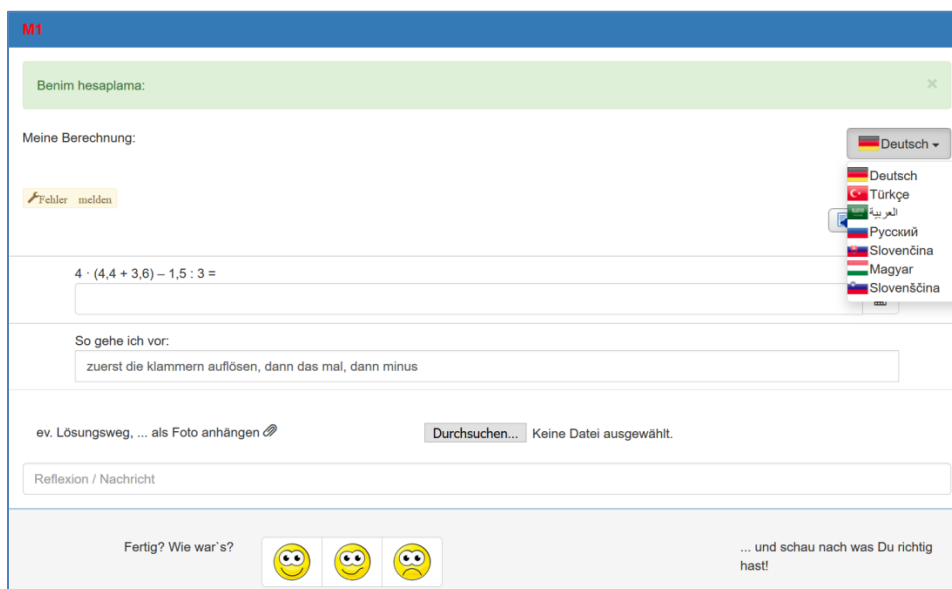 M1
Benim hesaplama:
×
Meine Berechnung:
Deutsch
Deutsch
Türkçe
العربية
Русский
Slovenčina
Magyar
Slovenščina
Fehler melden
4 · (4,4 + 3,6) – 1,5 : 3 =
So gehe ich vor:
zuerst die klammern auflösen, dann das mal, dann minus
ev. Lösungsweg, ... als Foto anhängen
Durchsuchen... Keine Datei ausgewählt.
Reflexion / Nachricht
Fertig? Wie war`s?
... und schau nach was Du richtig
hast!